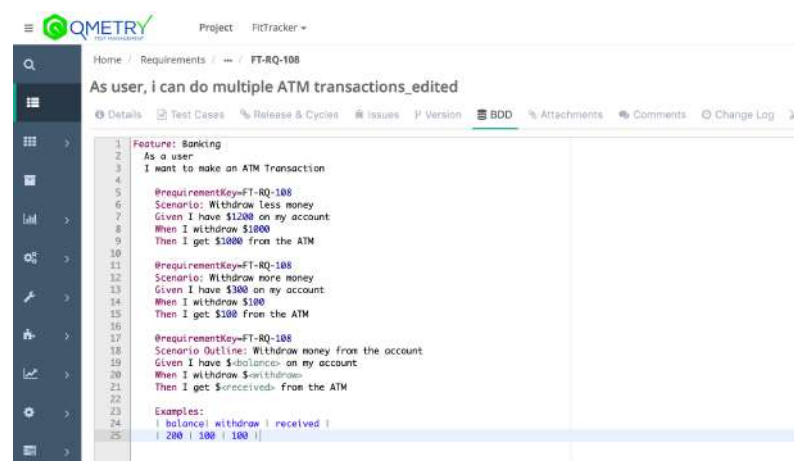 QMETRY
TEST MANAGEMENT
Project FitTracker
Home / Requirements / ••• / FT-RQ-108
As user, i can do multiple ATM transactions_edited
Details Test Cases Release & Cycles Issues Version BDD Attachments Comments Change Log
1 Feature: Banking
2 As a user
3 I want to make an ATM Transaction
4
5 @requirementKey=FT-RQ-108
6 Scenario: Withdraw less money
7 Given I have $1200 on my account
8 When I withdraw $1000
9 Then I get $1000 from the ATM
10
11 @requirementKey=FT-RQ-108
12 Scenario: Withdraw more money
13 Given I have $300 on my account
14 When I withdraw $100
15 Then I get $100 from the ATM
16
17 @requirementKey=FT-RQ-108
18 Scenario Outline: Withdraw money from the account
19 Given I have $<balance> on my account
20 When I withdraw $<withdraw>
21 Then I get $<received> from the ATM
22
23 Examples:
24 | balance| withdraw | received |
25 | 200 | 100 | 100 |